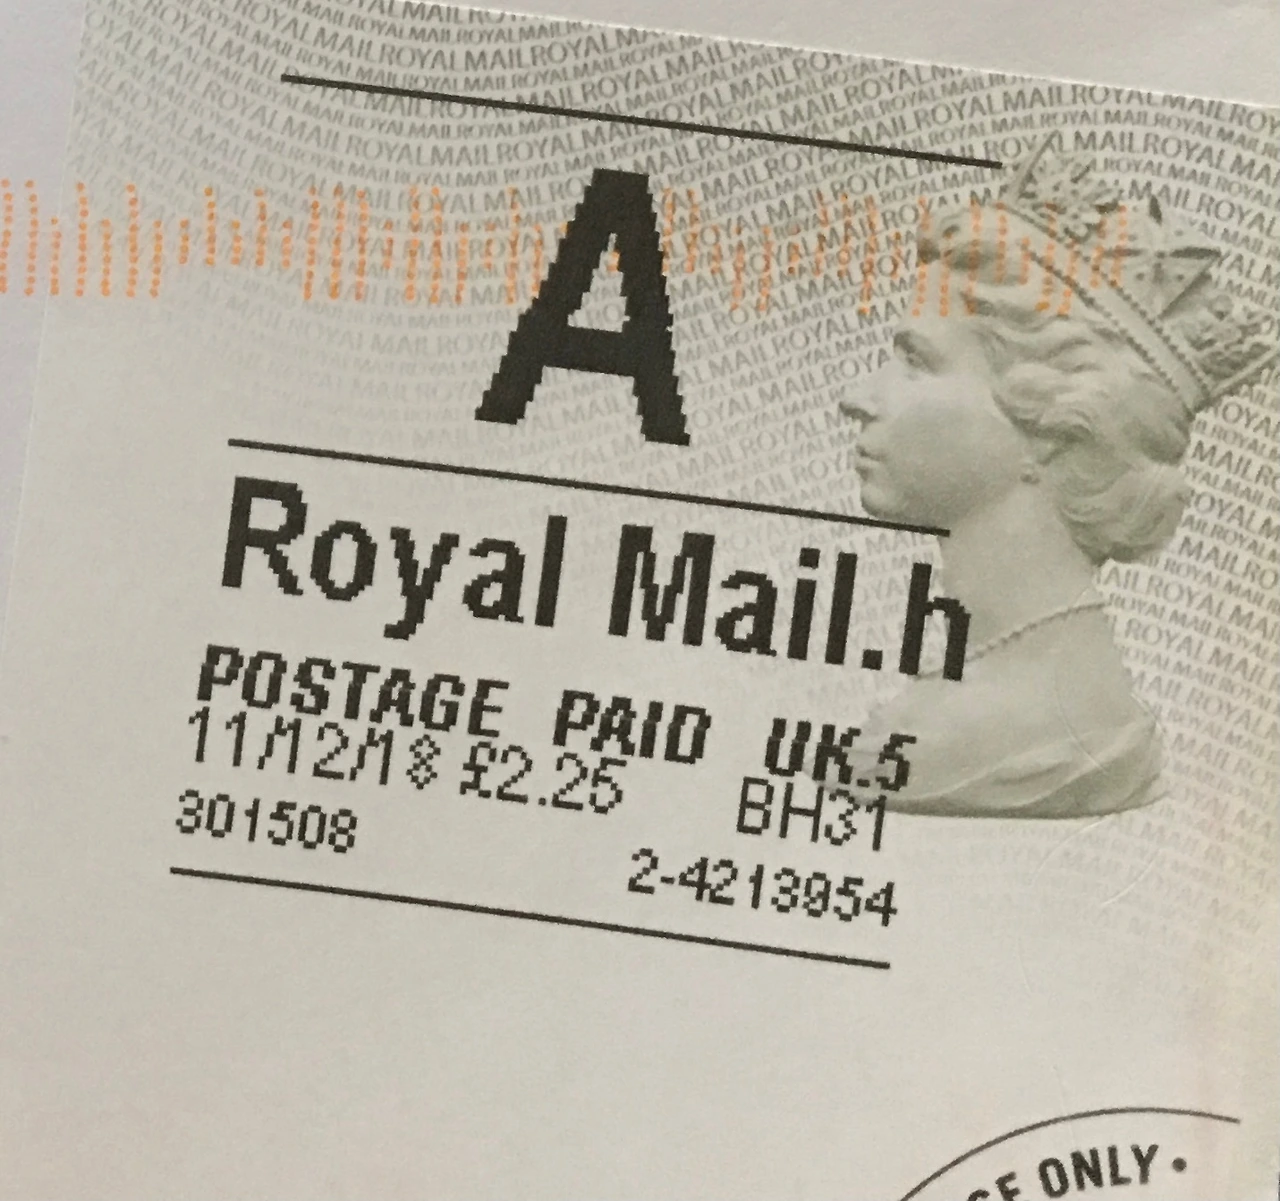 A
Royal Mail.h
POSTAGE PAID UK.5
11/12/18 £2.25 BH31
301508
2-4213954
ONLY.